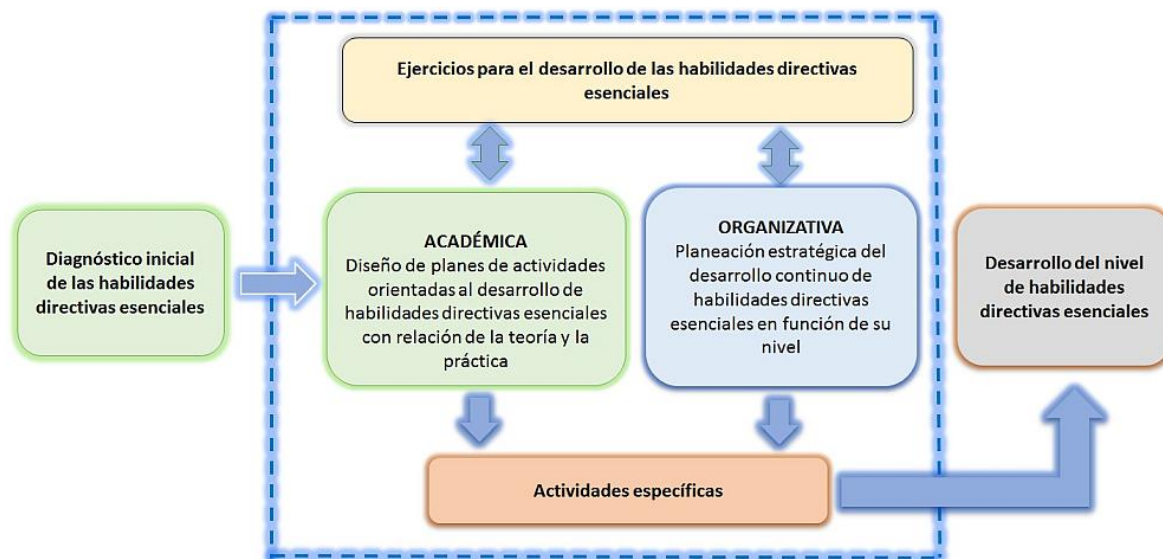 Ejercicios para el desarrollo de las habilidades directivas
esenciales
Diagnóstico inicial
de las habilidades
directivas esenciales
ACADÉMICA
Diseño de planes de actividades
orientadas al desarrollo de
habilidades directivas esenciales
con relación de la teoría y la
práctica
ORGANIZATIVA
Planeación estratégica del
desarrollo continuo de
habilidades directivas
esenciales en función de su
nivel
Desarrollo del nivel
de habilidades
directivas esenciales
Actividades específicas